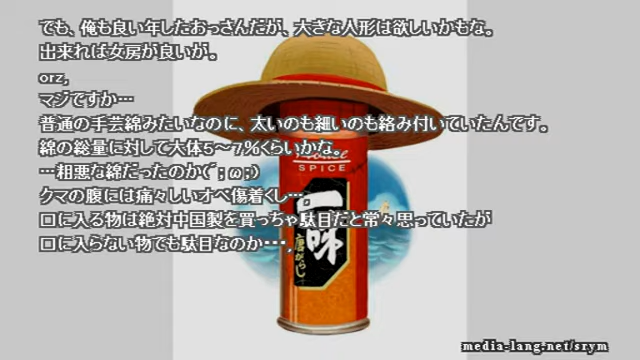 でも、俺も良い年したおっさんだが、大きな人形は欲しいかもな。
出来れば女房が良いが。
orz,
マジですか…
普通の手芸綿みたいなのに、太いのも細いのも絡み付いていたんです。
綿の総量に対して大体5～7%くらいかな。
…粗悪な綿だったのか(´；ω；)
クマの腹には痛々しいオペ傷着くし…
口に入る物は絶対中国製を買っちゃ駄目だと常々思っていたが
口に入らない物でも駄目なのか・・・,
House
SPICE
一味
唐がらし
media-lang-net/srym